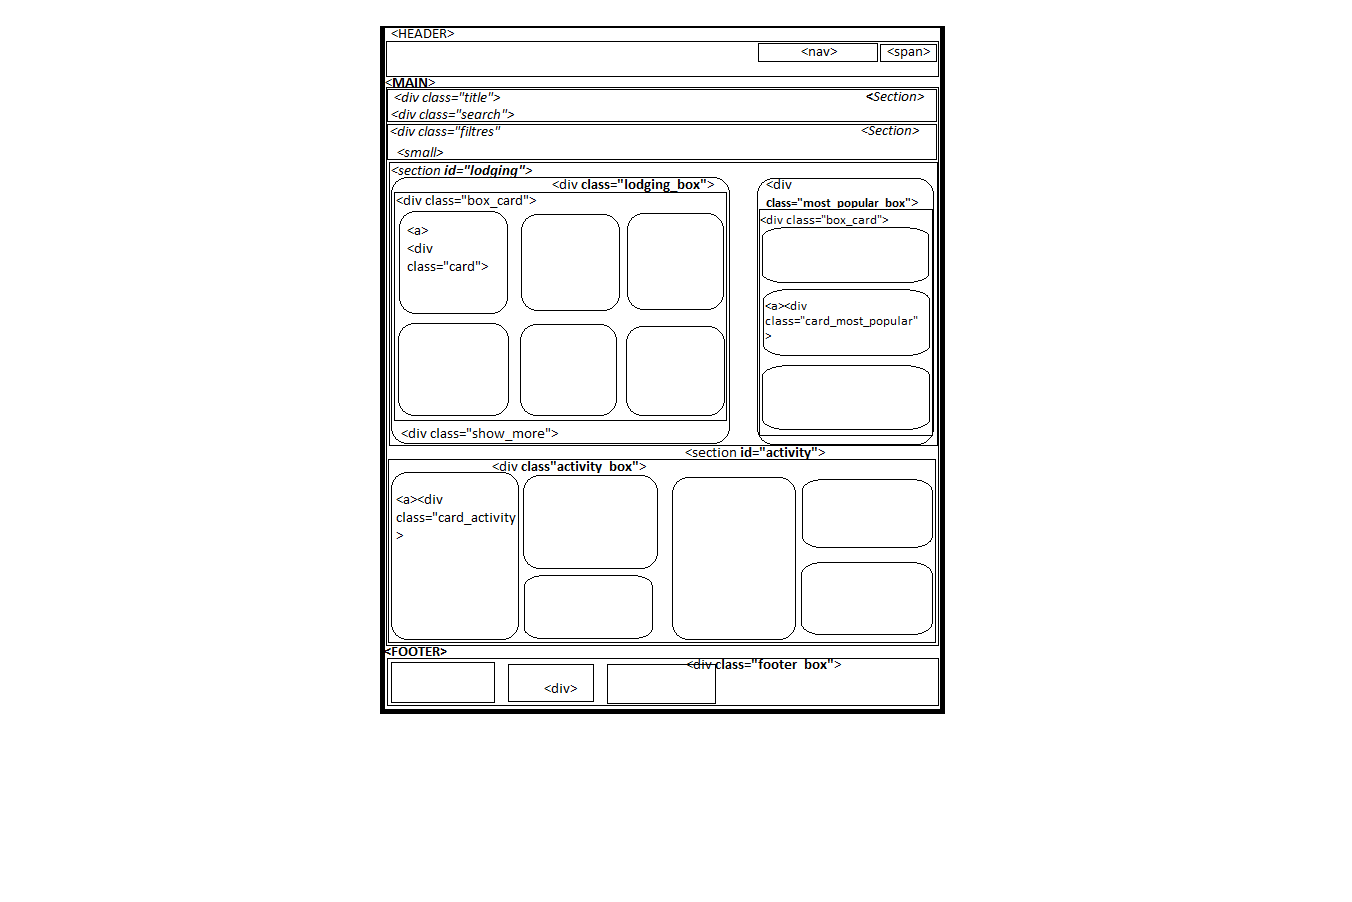 <HEADER>
<nav>
<span>
<MAIN>
<div class="title">
<Section>
<div class="search">
<div class="filtres"
<Section>
<small>
<section id="lodging">
<div class="lodging_box">
<div class="box_card">
<a>
<div
class="card">
<div class="show_more">
<div
class="most_popular_box">
<div class="box_card">
<a><div
class="card_most_popular"
>
<section id="activity">
<div class"activity_box">
<a><div
class="card_activity
>
<FOOTER>
<div class="footer_box">
<div>